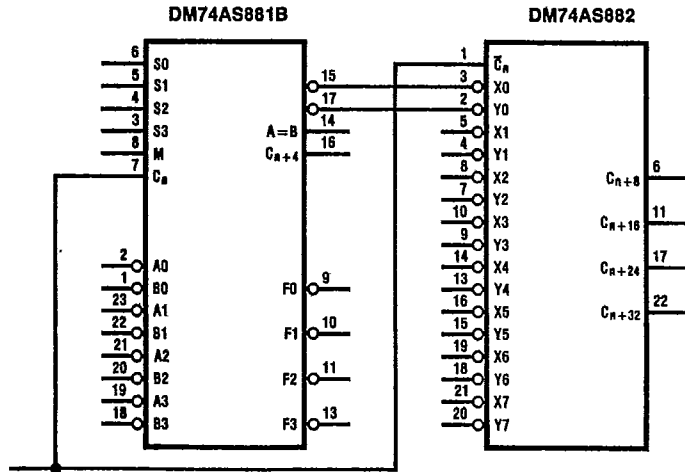 DM74AS881B
DM74AS882
6 S0
5 S1
4 S2
3 S3
8 M
7 Cn
2 A0
1 B0
23 A1
22 B1
21 A2
20 B2
19 A3
18 B3
15
17
A=B 14
Cn+4 16
F0 9
F1 10
F2 11
F3 13
1 C̅n
3 X0
2 Y0
5 X1
4 Y1
8 X2
7 Y2
10 X3
9 Y3
14 X4
13 Y4
16 X5
15 Y5
19 X6
18 Y6
21 X7
20 Y7
Cn+8 6
Cn+16 11
Cn+24 17
Cn+32 22